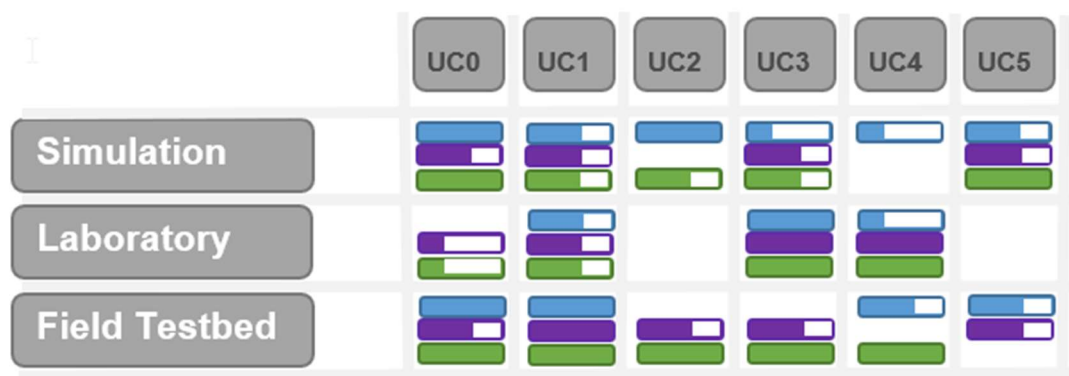 UC0 UC1 UC2 UC3 UC4 UC5
Simulation
Laboratory
Field Testbed